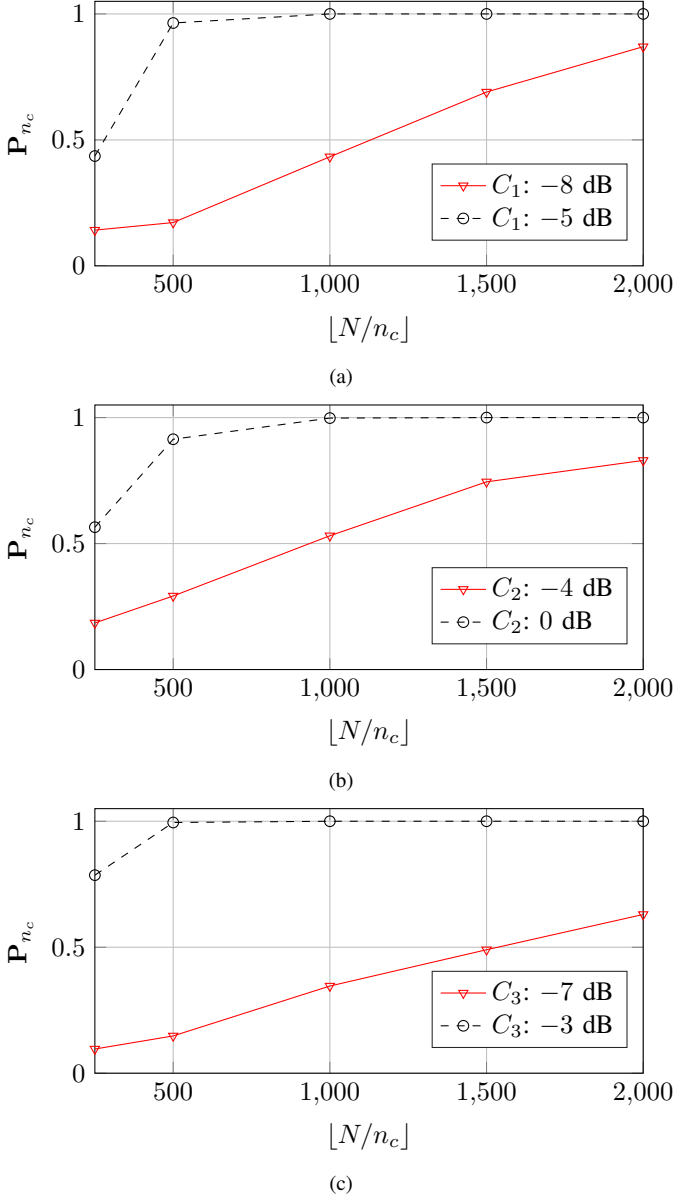 1
0.5
0
P_{n_c}
C_1: −8 dB
C_1: −5 dB
500
1,000
1,500
2,000
⌊N/n_c⌋
(a)
1
0.5
0
P_{n_c}
C_2: −4 dB
C_2: 0 dB
500
1,000
1,500
2,000
⌊N/n_c⌋
(b)
1
0.5
0
P_{n_c}
C_3: −7 dB
C_3: −3 dB
500
1,000
1,500
2,000
⌊N/n_c⌋
(c)